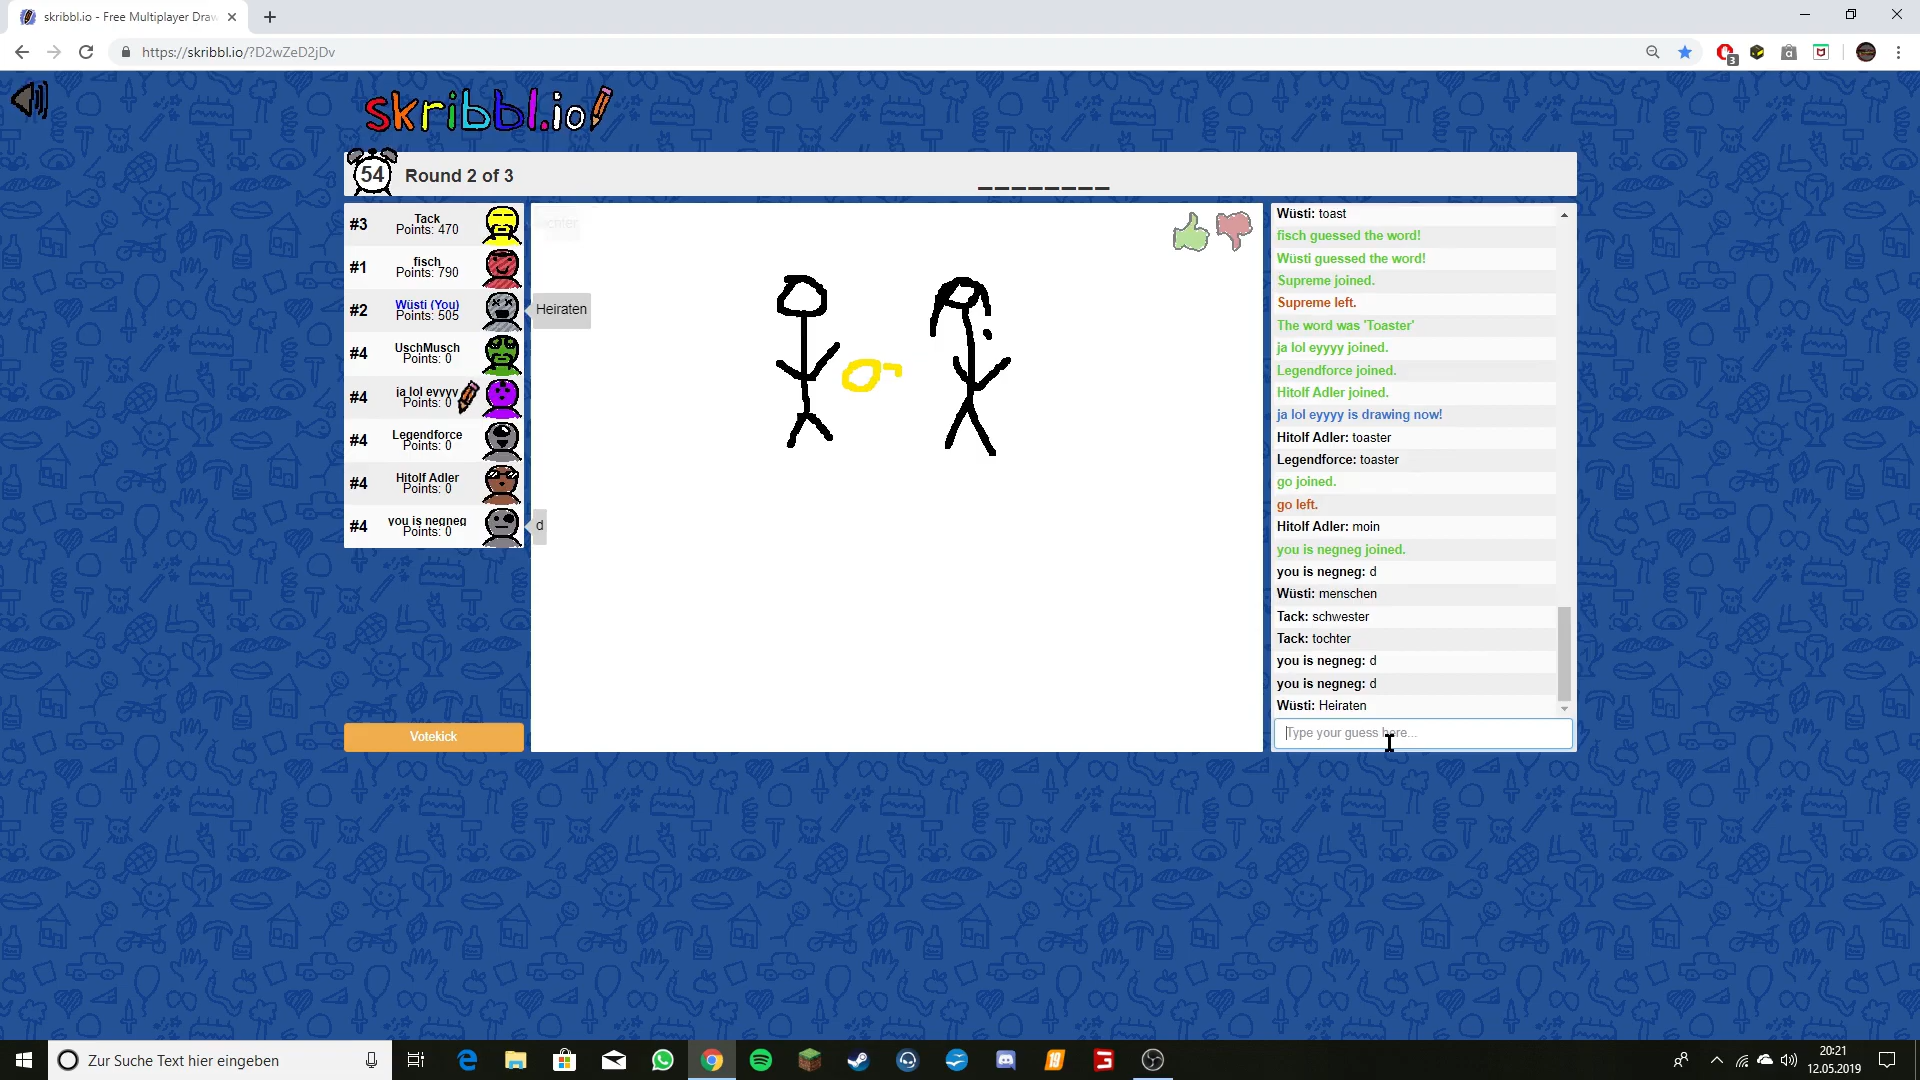 skribbl.io - Free Multiplayer Draw
https://skribbl.io/?D2wZeD2jDv
3
skribbl.io
54
Round 2 of 3
________
#3
Tack
Points: 470
#1
fisch
Points: 790
#2
Wüsti (You)
Points: 505
Heiraten
#4
UschMusch
Points: 0
#4
ja lol eyyyy
Points: 0
#4
Legendforce
Points: 0
#4
Hitolf Adler
Points: 0
#4
you is negneg
Points: 0
d
Votekick
Wüsti: toast
fisch guessed the word!
Wüsti guessed the word!
Supreme joined.
Supreme left.
The word was 'Toaster'
ja lol eyyyy joined.
Legendforce joined.
Hitolf Adler joined.
ja lol eyyyy is drawing now!
Hitolf Adler: toaster
Legendforce: toaster
go joined.
go left.
Hitolf Adler: moin
you is negneg joined.
you is negneg: d
Wüsti: menschen
Tack: schwester
Tack: tochter
you is negneg: d
you is negneg: d
Wüsti: Heiraten
Type your guess here...
Zur Suche Text hier eingeben
19
20:21
12.05.2019